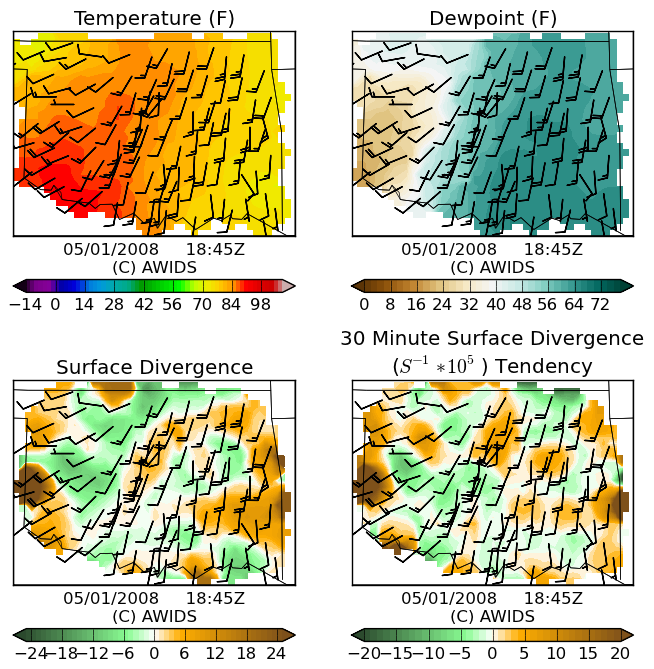 Temperature (F)
05/01/2008 18:45Z
(C) AWIDS
−14 0 14 28 42 56 70 84 98
Dewpoint (F)
05/01/2008 18:45Z
(C) AWIDS
0 8 16 24 32 40 48 56 64 72
Surface Divergence
05/01/2008 18:45Z
(C) AWIDS
−24 −18 −12 −6 0 6 12 18 24
30 Minute Surface Divergence
(S⁻¹ *10⁵ ) Tendency
05/01/2008 18:45Z
(C) AWIDS
−20 −15 −10 −5 0 5 10 15 20